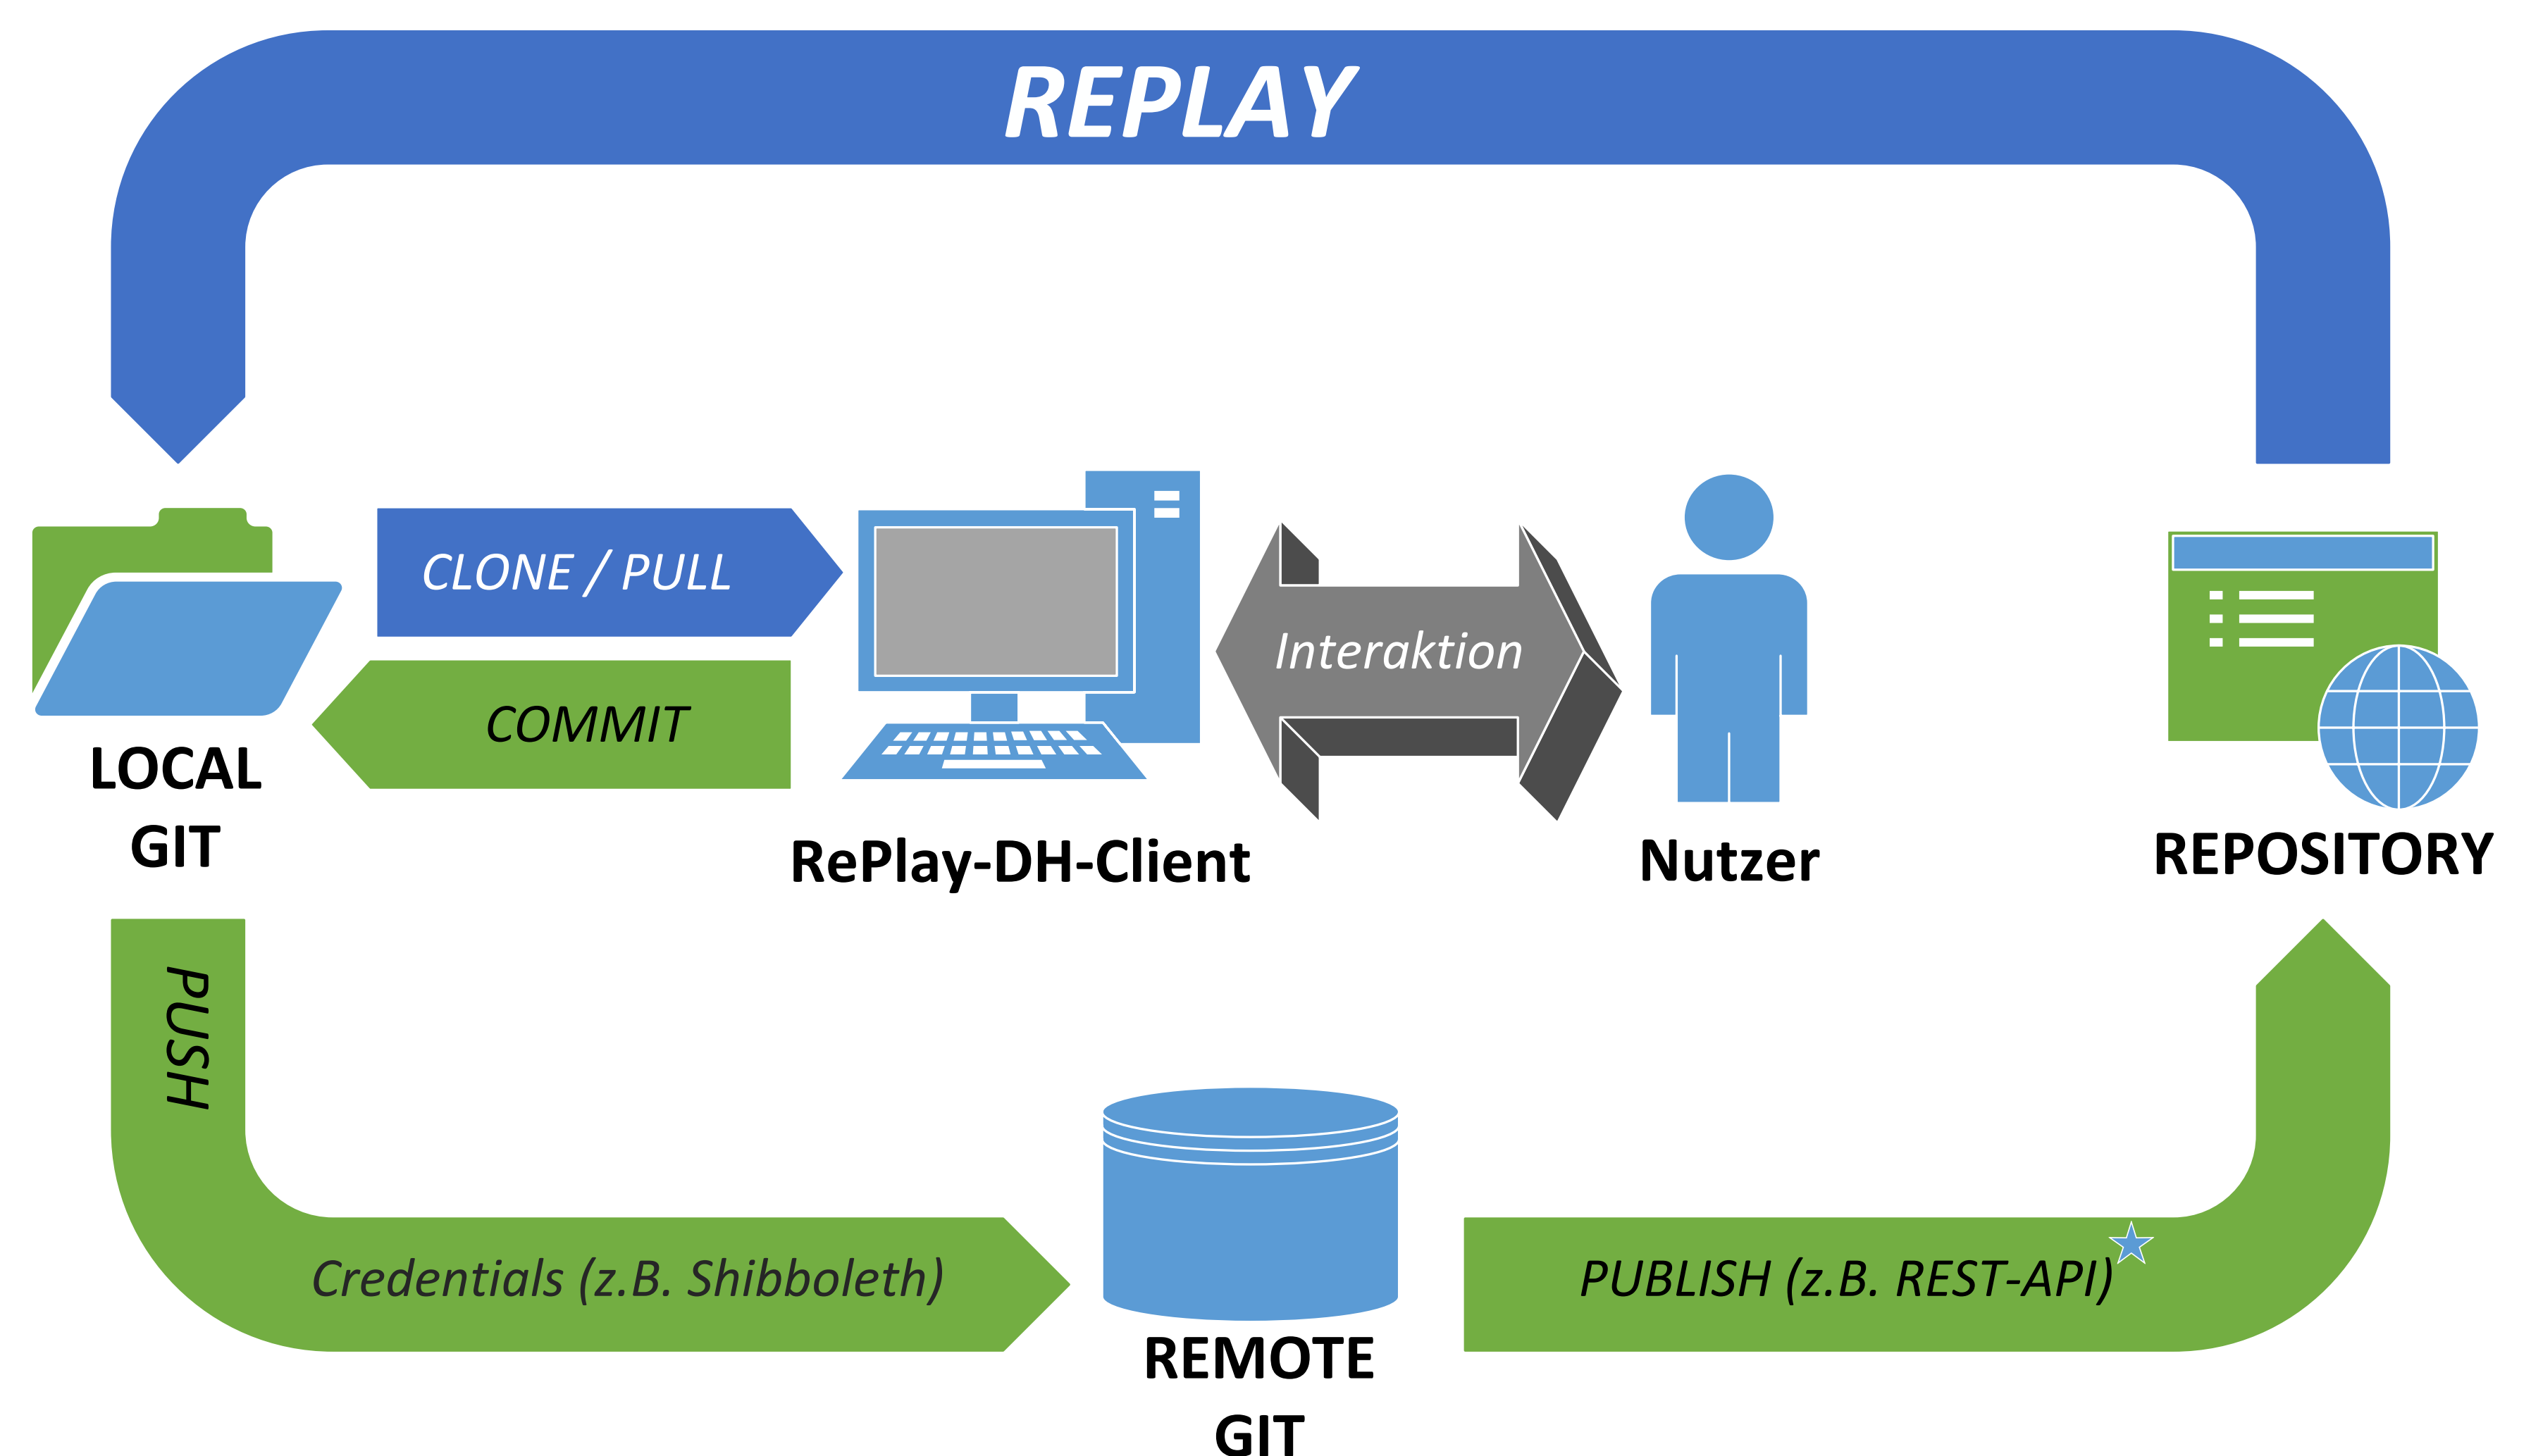 REPLAY
CLONE / PULL
COMMIT
Interaktion
LOCAL
GIT
RePlay-DH-Client
Nutzer
REPOSITORY
PUSH
Credentials (z.B. Shibboleth)
PUBLISH (z.B. REST-API)
REMOTE
GIT